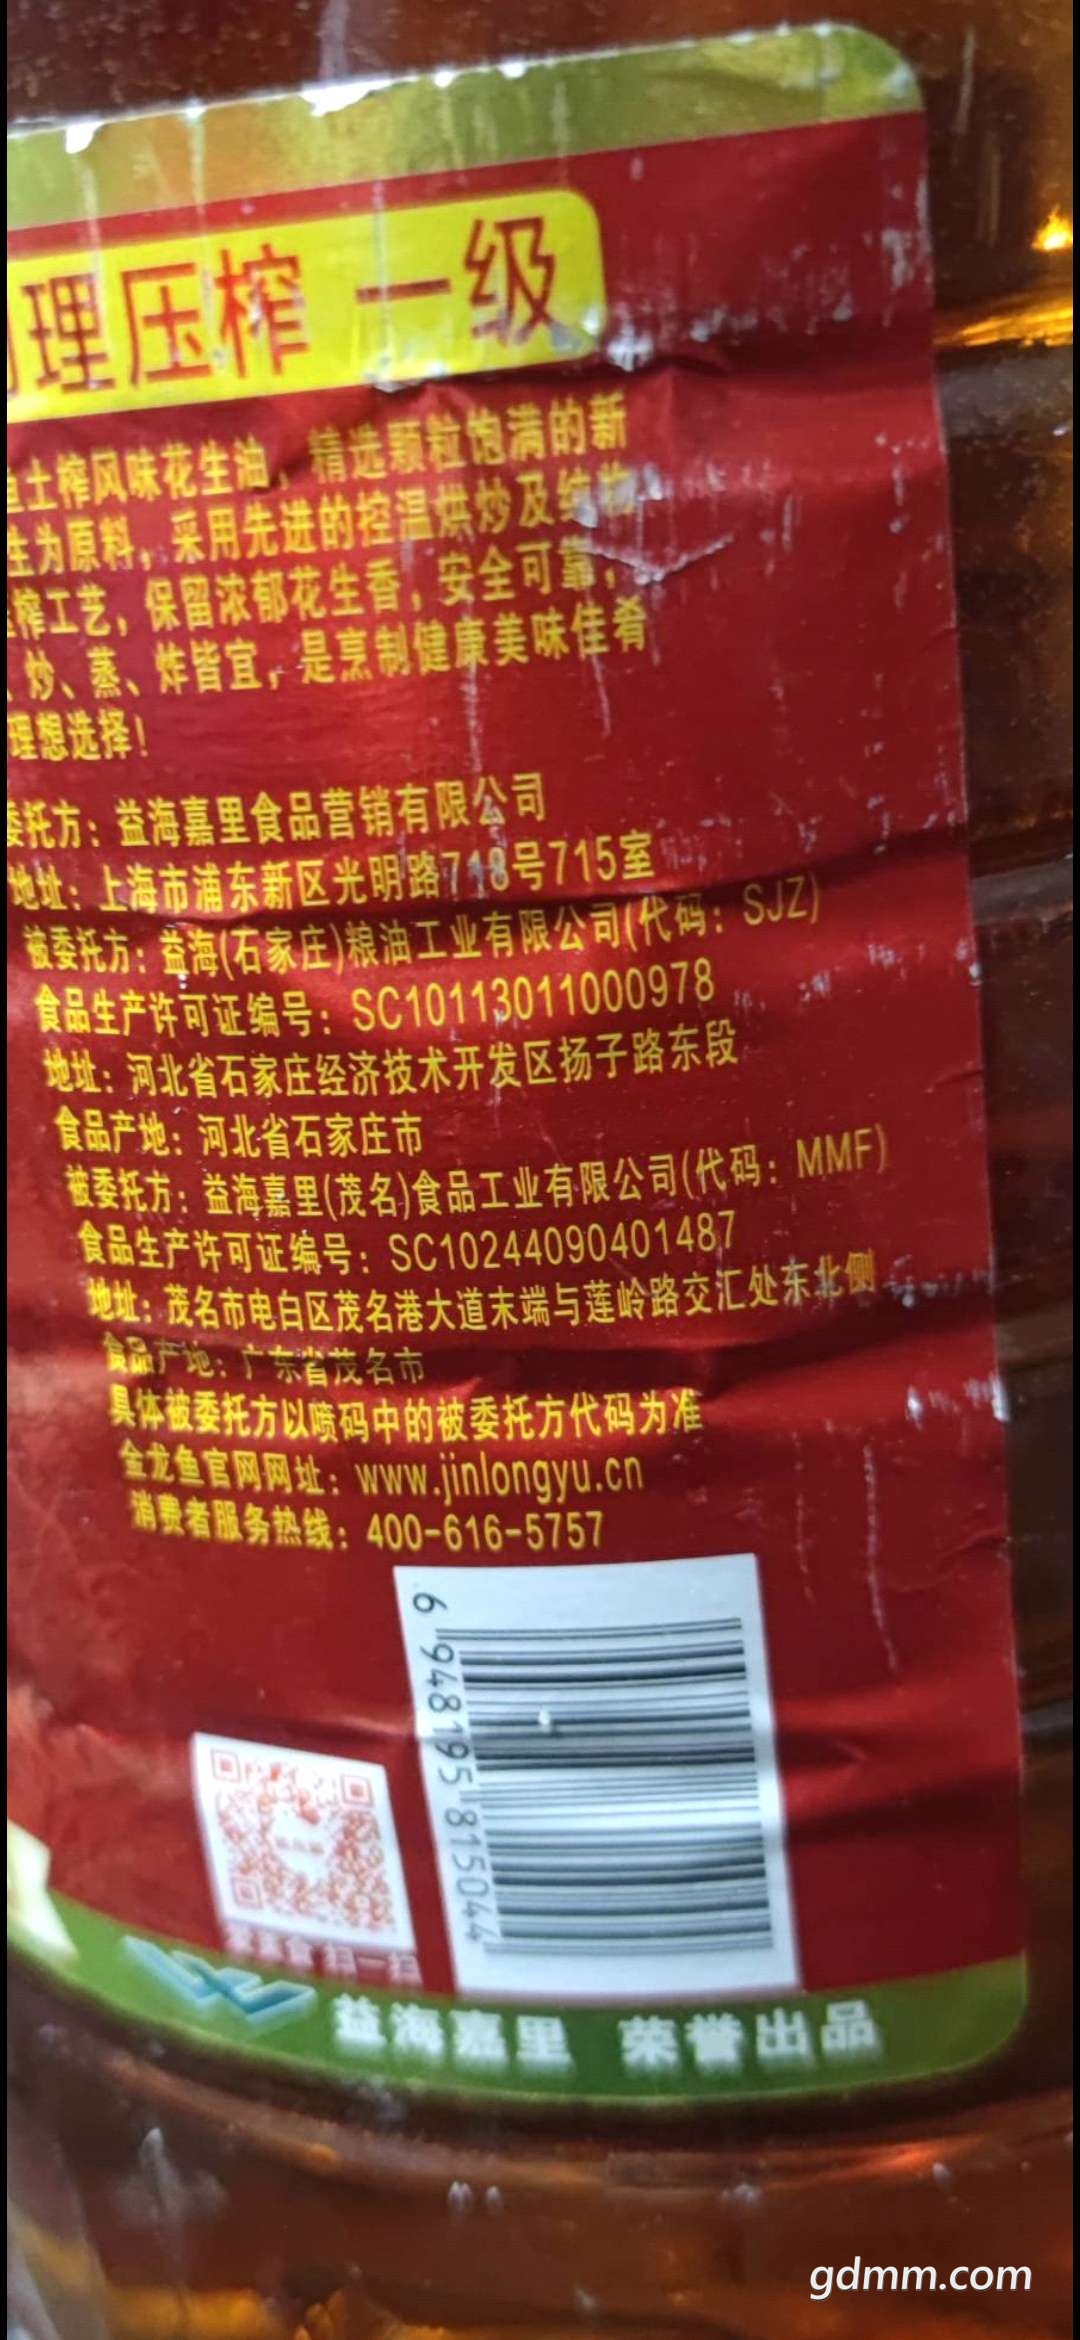 理压榨 一级
土榨风味花生油，精选颗粒饱满的新
生为原料，采用先进的控温烘炒及纯物
榨工艺，保留浓郁花生香，安全可靠，
、炒、蒸、炸皆宜，是烹制健康美味佳肴
理想选择！
委托方：益海嘉里食品营销有限公司
地址：上海市浦东新区光明路718号715室
被委托方：益海(石家庄)粮油工业有限公司(代码：SJZ)
食品生产许可证编号：SC10113011000978
地址：河北省石家庄经济技术开发区扬子路东段
食品产地：河北省石家庄市
被委托方：益海嘉里(茂名)食品工业有限公司(代码：MMF)
食品生产许可证编号：SC10244090401487
地址：茂名市电白区茂名港大道末端与莲岭路交汇处东北侧
食品产地：广东省茂名市
具体被委托方以喷码中的被委托方代码为准
金龙鱼官网网址：www.jinlongyu.cn
消费者服务热线：400-616-5757
6 948195 815044
扫一扫
益海嘉里 荣誉出品
gdmm.com